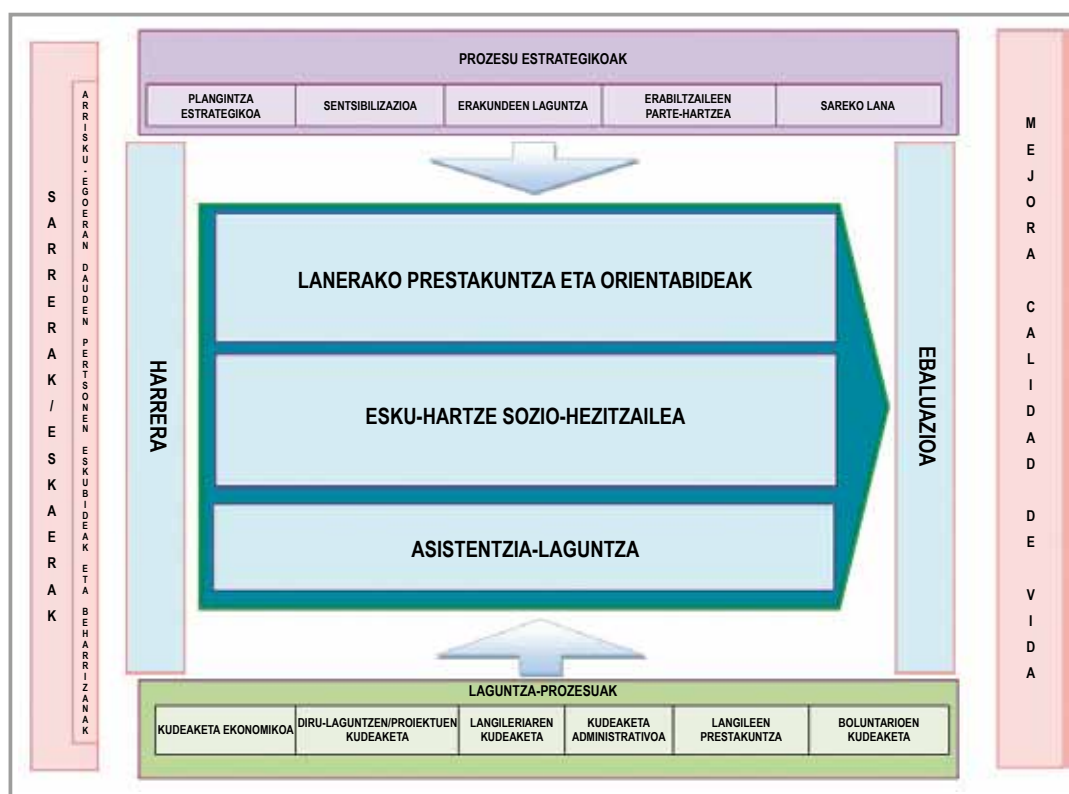 PROZESU ESTRATEGIKOAK
PLANGINTZA
ESTRATEGIKOA
SENTSIBILIZAZIOA
ERAKUNDEEN LAGUNTZA
ERABILTZAILEEN
PARTE-HARTZEA
SAREKO LANA
SARRERAK/ESKAERAK
ARRISKU-EGOERAN DAUDEN PERTSONEN ESKUBIDEAK ETA BEHARRIZANAK
HARRERA
LANERAKO PRESTAKUNTZA ETA ORIENTABIDEAK
ESKU-HARTZE SOZIO-HEZITZAILEA
ASISTENTZIA-LAGUNTZA
EBALUAZIOA
MEJORA CALIDAD DE VIDA
LAGUNTZA-PROZESUAK
KUDEAKETA EKONOMIKOA
DIRU-LAGUNTZEN/PROIEKTUEN
KUDEAKETA
LANGILERIAREN
KUDEAKETA
KUDEAKETA
ADMINISTRATIVOA
LANGILEEN
PRESTAKUNTZA
BOLUNTARIOEN
KUDEAKETA